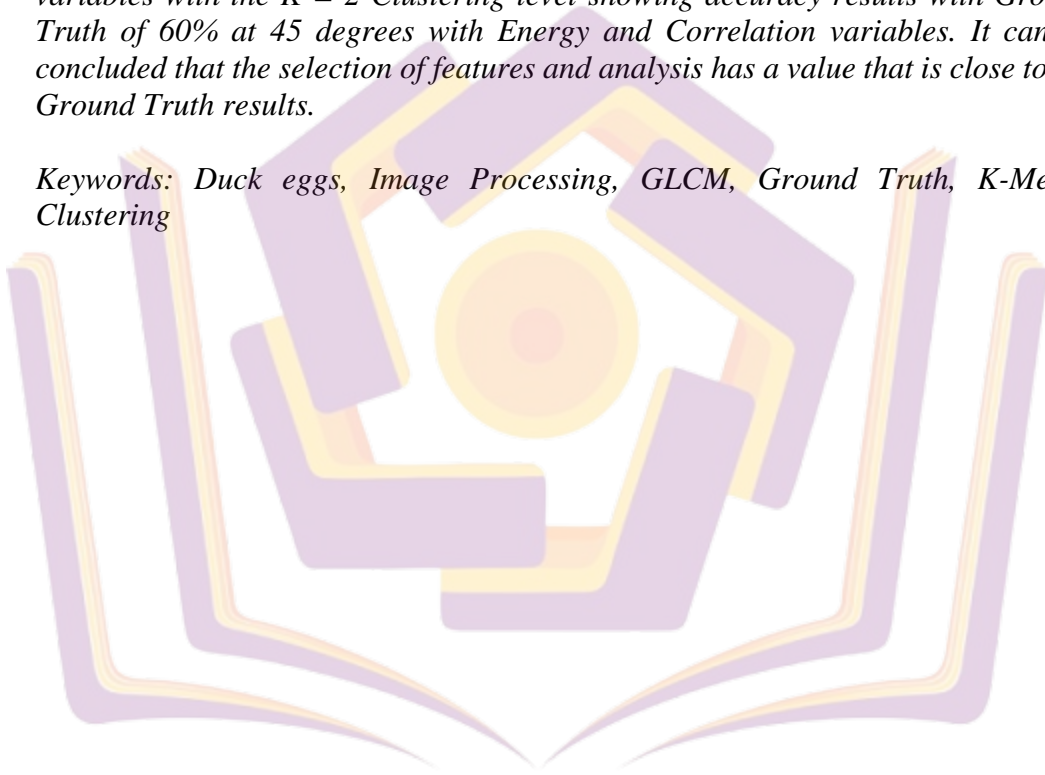 variables with the K = 2 Clustering level showing accuracy results with Gro
Truth of 60% at 45 degrees with Energy and Correlation variables. It can
concluded that the selection of features and analysis has a value that is close to
Ground Truth results.
Keywords: Duck eggs, Image Processing, GLCM, Ground Truth, K-Me
Clustering